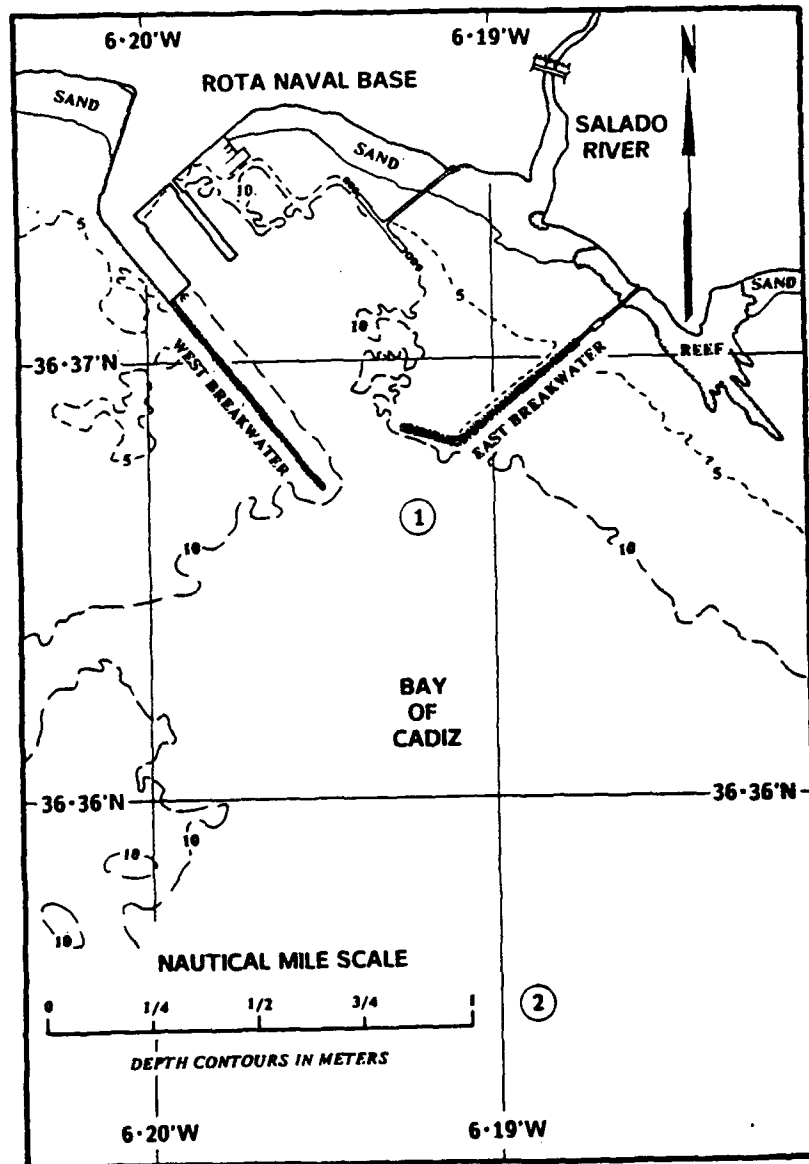 6·20'W
6·19'W
N
ROTA NAVAL BASE
SAND
SALADO
RIVER
SAND
10
5
5
SAND
10
36·37'N
REEF
WEST BREAKWATER
EAST BREAKWATER
5
5
10
1
10
10
BAY
OF
CADIZ
36·36'N
36·36'N
10
10
10
NAUTICAL MILE SCALE
0 1/4 1/2 3/4 1
2
DEPTH CONTOURS IN METERS
6·20'W
6·19'W